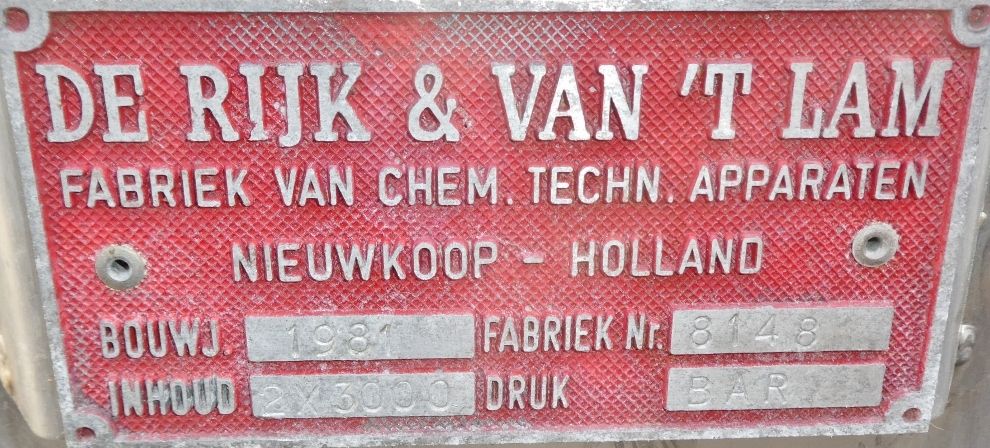 DE RIJK & VAN 'T LAM
FABRIEK VAN CHEM. TECHN. APPARATEN
NIEUWKOOP - HOLLAND
BOUWJ. 1981 FABRIEK Nr. 8148
INHOUD 2X3000 DRUK BAR